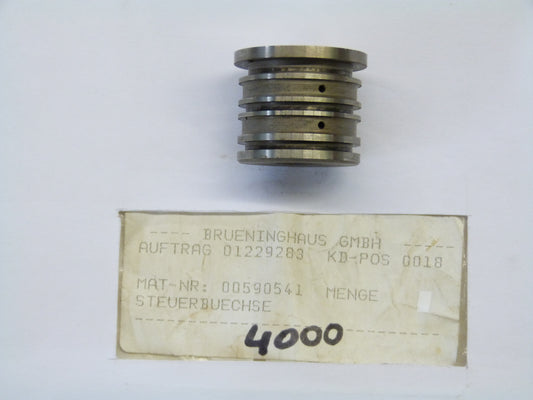 ---- BRUENINGHAUS GMBH ----
AUFTRAG 01229283 KD-POS 0018
MAT-NR: 00590541 MENGE
STEUERBUECHSE
4000